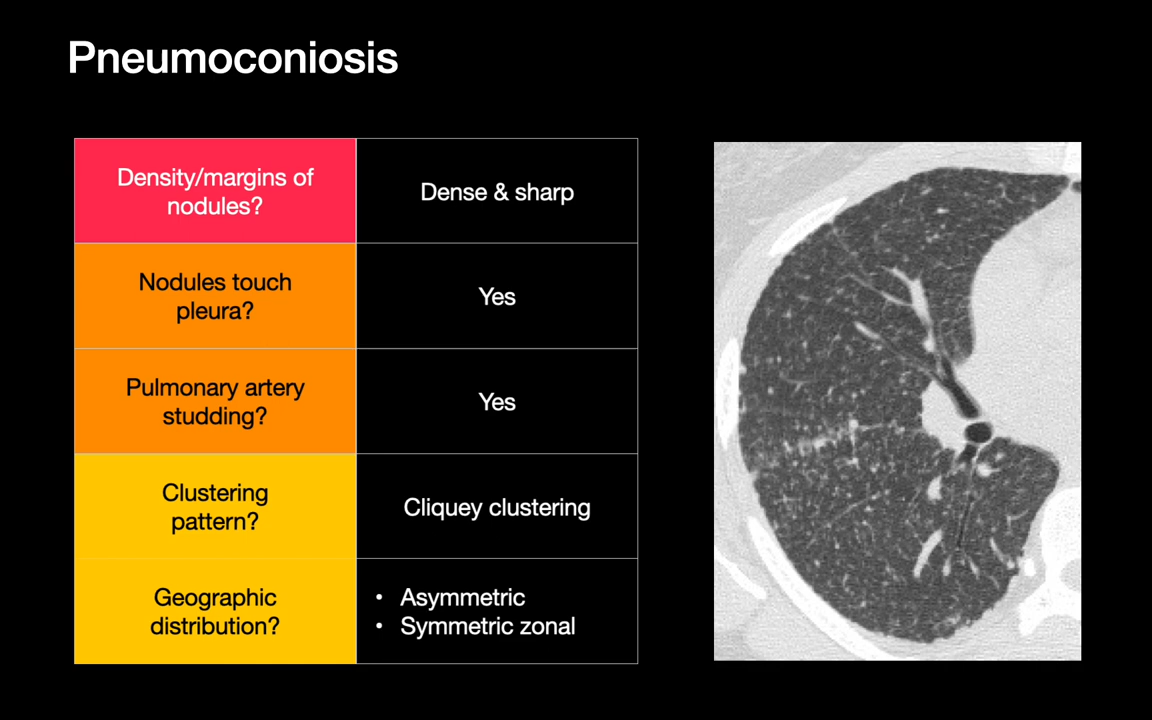 Pneumoconiosis
Density/margins of
nodules?
Dense & sharp
Nodules touch
pleura?
Yes
Pulmonary artery
studding?
Yes
Clustering
pattern?
Cliquey clustering
Geographic
distribution?
• Asymmetric
• Symmetric zonal